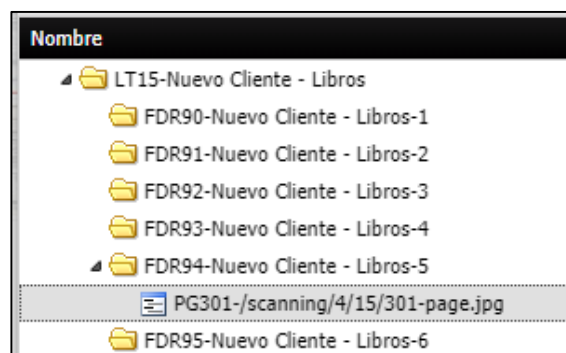 Nombre
LT15-Nuevo Cliente - Libros
FDR90-Nuevo Cliente - Libros-1
FDR91-Nuevo Cliente - Libros-2
FDR92-Nuevo Cliente - Libros-3
FDR93-Nuevo Cliente - Libros-4
FDR94-Nuevo Cliente - Libros-5
PG301-/scanning/4/15/301-page.jpg
FDR95-Nuevo Cliente - Libros-6